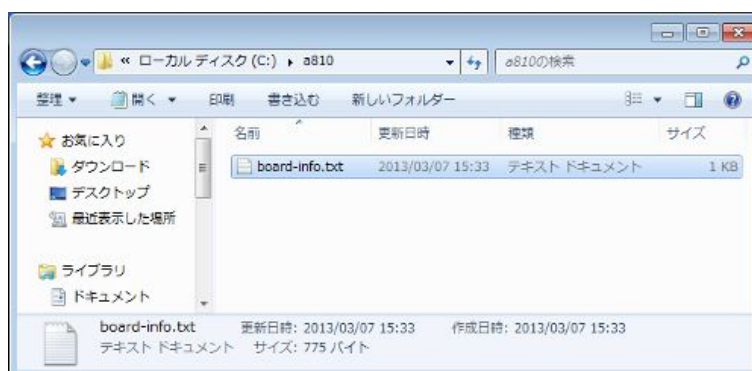 « ローカル ディスク (C:) ▸ a810
a810の検索
整理 ▼ 開く ▼ 印刷 書き込む 新しいフォルダー
お気に入り
ダウンロード
デスクトップ
最近表示した場所
ライブラリ
ドキュメント
名前 更新日時 種類 サイズ
board-info.txt 2013/03/07 15:33 テキスト ドキュメント 1 KB
board-info.txt 更新日時: 2013/03/07 15:33 作成日時: 2013/03/07 15:33
テキスト ドキュメント サイズ: 775 バイト